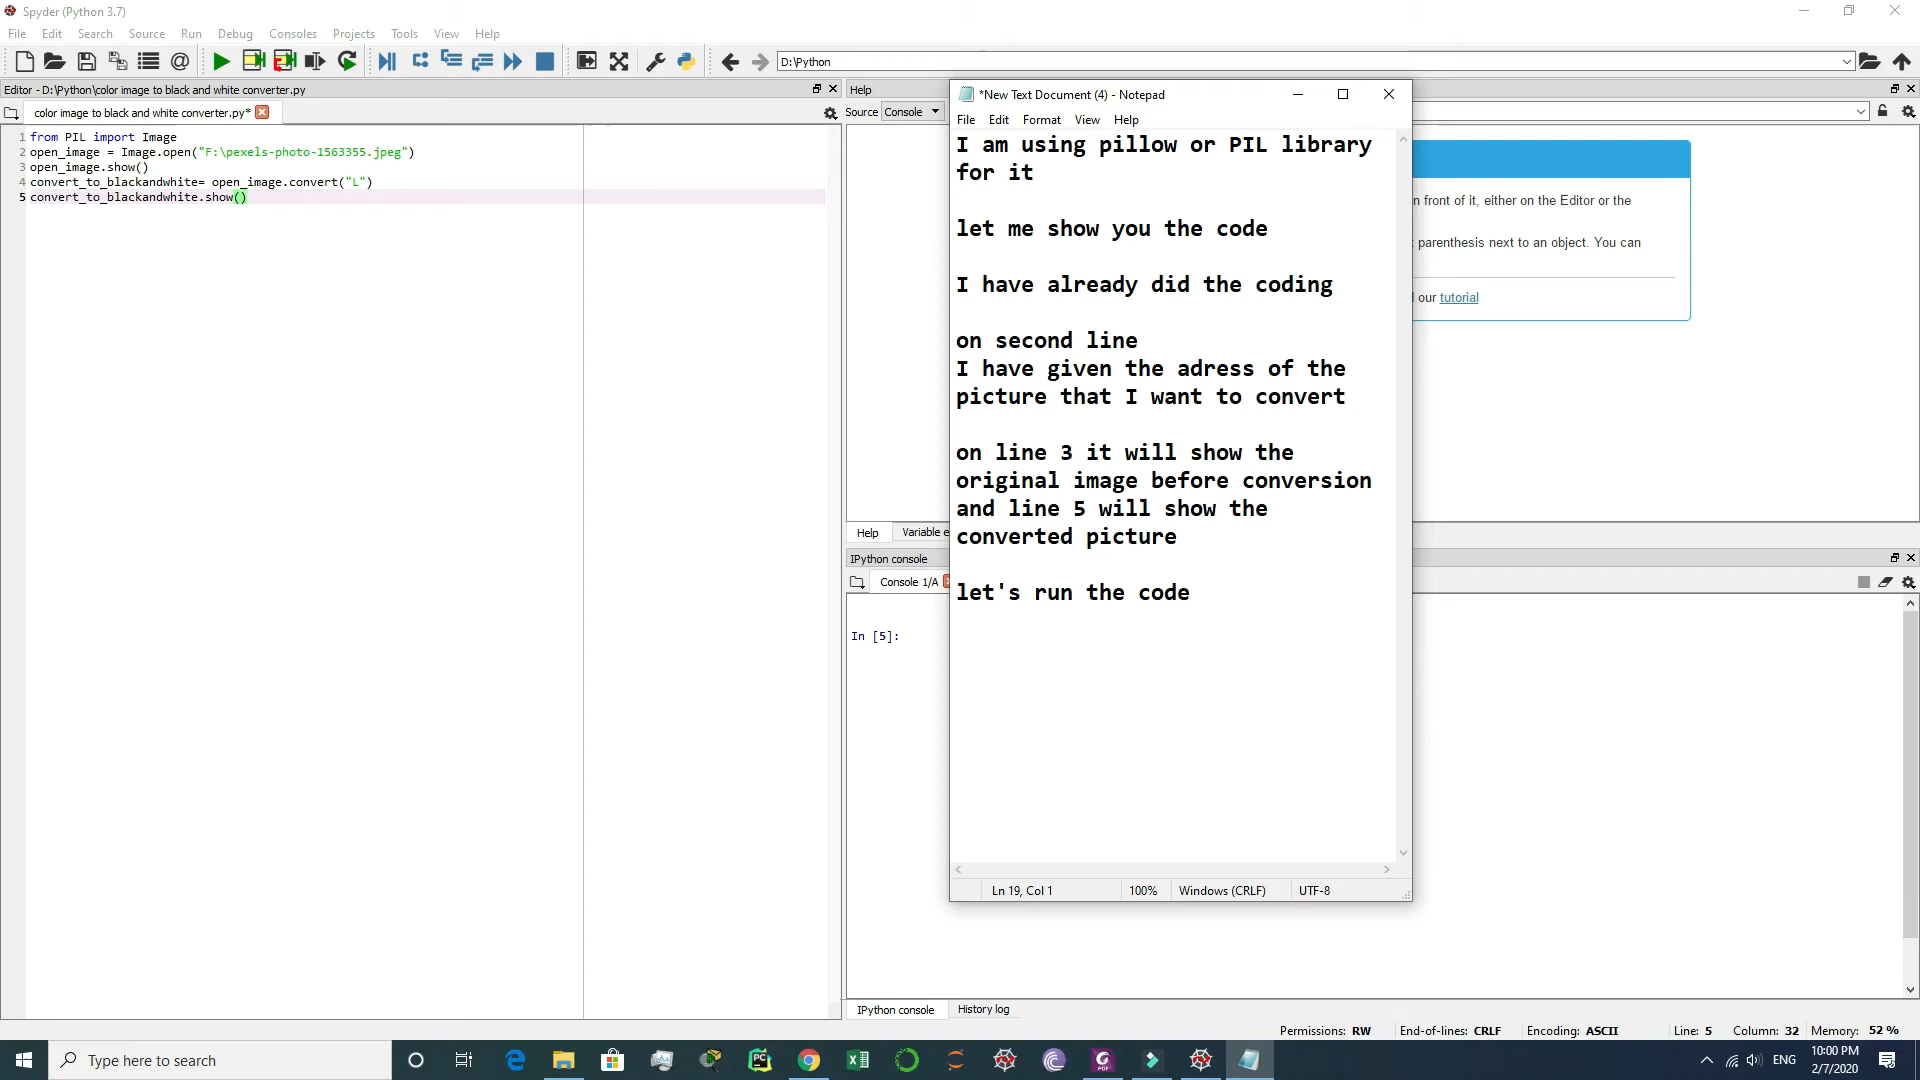 Spyder (Python 3.7)
File Edit Search Source Run Debug Consoles Projects Tools View Help
D:\Python
Editor - D:\Python\color image to black and white converter.py
color image to black and white converter.py*
1 from PIL import Image
2 open_image = Image.open("F:\pexels-photo-1563355.jpeg")
3 open_image.show()
4 convert_to_blackandwhite= open_image.convert("L")
5 convert_to_blackandwhite.show()
Help
Source Console
n front of it, either on the Editor or the
parenthesis next to an object. You can
our tutorial
Help Variable e
IPython console
Console 1/A
In [5]:
IPython console History log
*New Text Document (4) - Notepad
File Edit Format View Help
I am using pillow or PIL library
for it
let me show you the code
I have already did the coding
on second line
I have given the adress of the
picture that I want to convert
on line 3 it will show the
original image before conversion
and line 5 will show the
converted picture
let's run the code
Ln 19, Col 1 100% Windows (CRLF) UTF-8
Permissions: RW End-of-lines: CRLF Encoding: ASCII Line: 5 Column: 32 Memory: 52 %
Type here to search
ENG
10:00 PM
2/7/2020